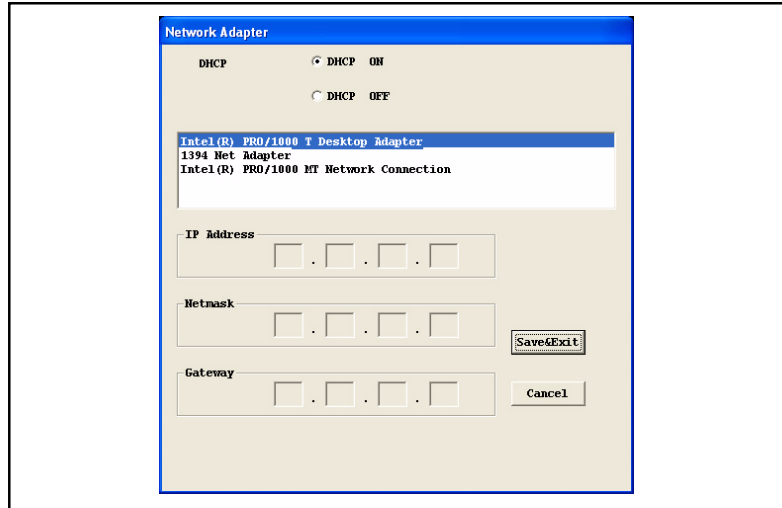 Network Adapter
DHCP
DHCP ON
DHCP OFF
Intel(R) PRO/1000 T Desktop Adapter
1394 Net Adapter
Intel(R) PRO/1000 MT Network Connection
IP Address
. . .
Netmask
. . .
Save&Exit
Gateway
. . .
Cancel